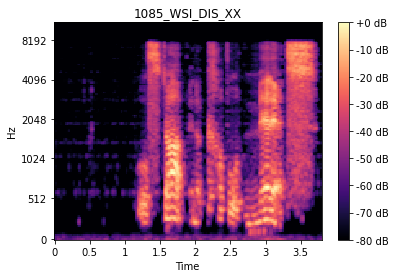 1085_WSI_DIS_XX
+0 dB
8192
-10 dB
4096
-20 dB
-30 dB
2048
Hz
-40 dB
1024
-50 dB
512
-60 dB
-70 dB
0
-80 dB
0 0.5 1 1.5 2 2.5 3 3.5
Time